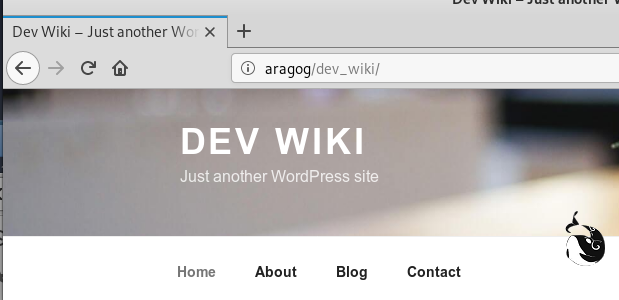 Dev Wiki – Just another W
Dev Wiki – Just another Wor
aragog/dev_wiki/
DEV WIKI
Just another WordPress site
Home About Blog Contact